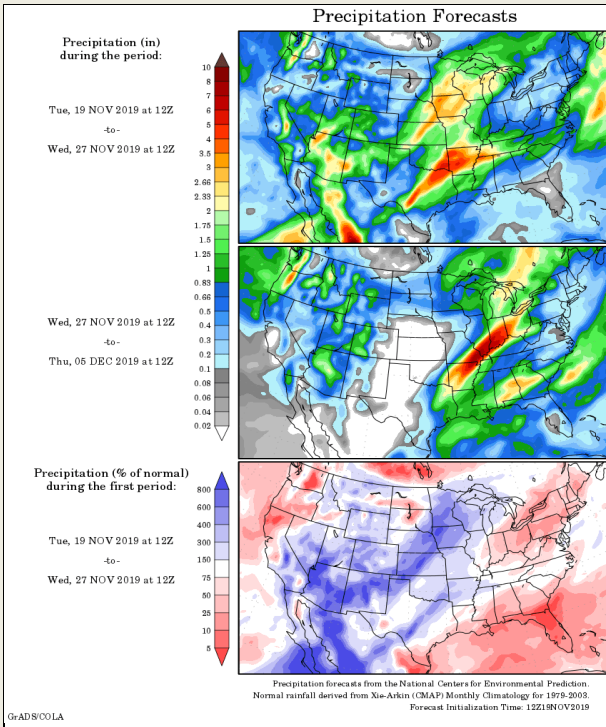 Precipitation Forecasts
Precipitation (in)
during the period:
Tue, 19 NOV 2019 at 12Z
-to-
Wed, 27 NOV 2019 at 12Z
10
8
7
6
5
4
3.5
3
2.66
2.33
2
1.75
1.5
1.25
1
0.83
0.66
0.5
0.4
0.3
0.2
0.1
0.08
0.06
0.04
0.02
Wed, 27 NOV 2019 at 12Z
-to-
Thu, 05 DEC 2019 at 12Z
Precipitation (% of normal)
during the first period:
Tue, 19 NOV 2019 at 12Z
-to-
Wed, 27 NOV 2019 at 12Z
800
600
400
300
150
75
50
25
10
5
Precipitation forecasts from the National Centers for Environmental Prediction.
Normal rainfall derived from Xie-Arkin (CMAP) Monthly Climatology for 1979-2003.
Forecast Initialization Time: 12Z19NOV2019
GrADS/COLA